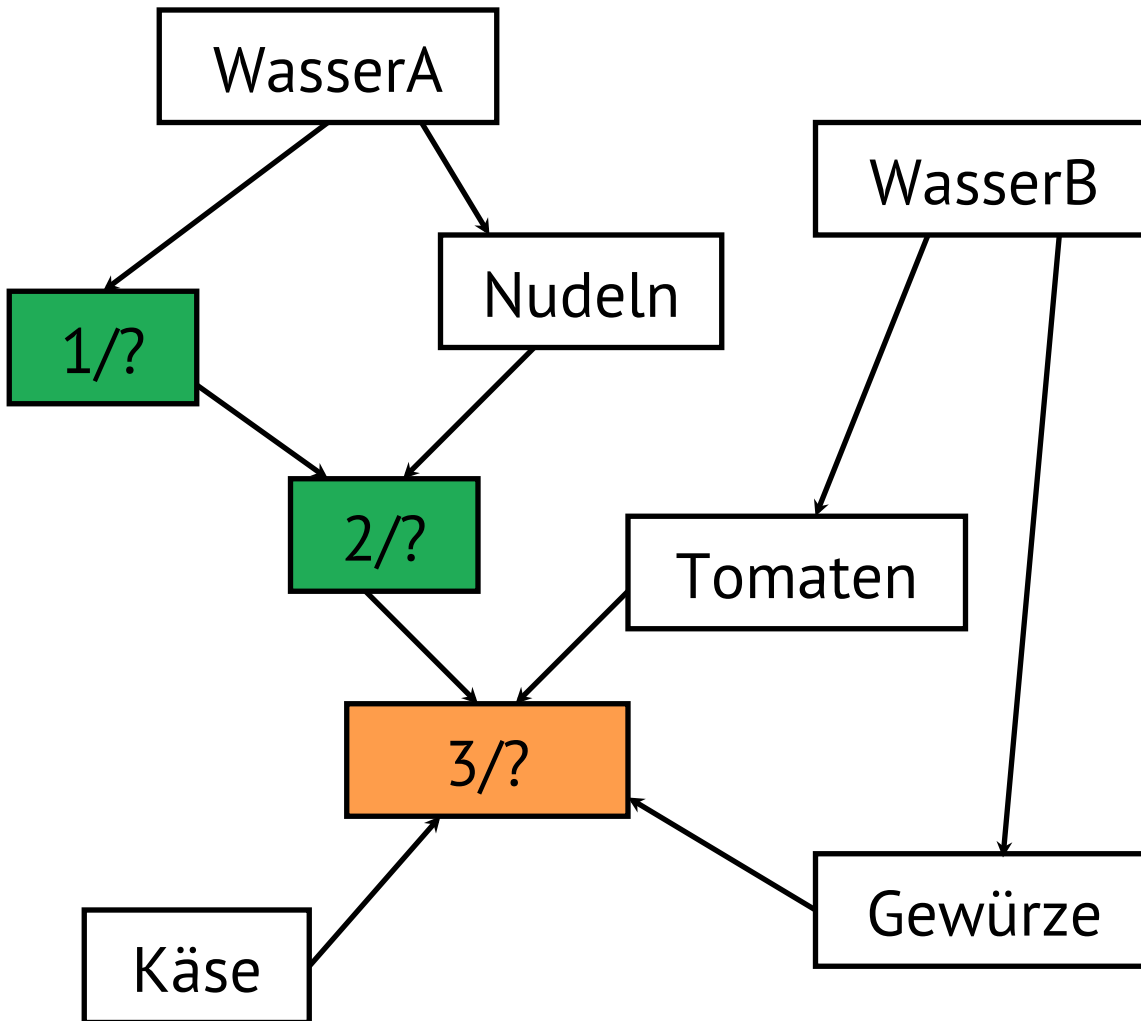 WasserA
WasserB
Nudeln
1/?
2/?
Tomaten
3/?
Gewürze
Käse